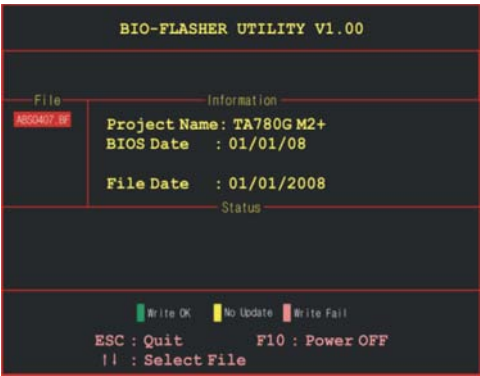 BIO-FLASHER UTILITY V1.00
File
Information
ABS0407.BF
Project Name: TA780G M2+
BIOS Date : 01/01/08
File Date : 01/01/2008
Status
Write OK No Update Write Fail
ESC : Quit F10 : Power OFF
↑↓ : Select File